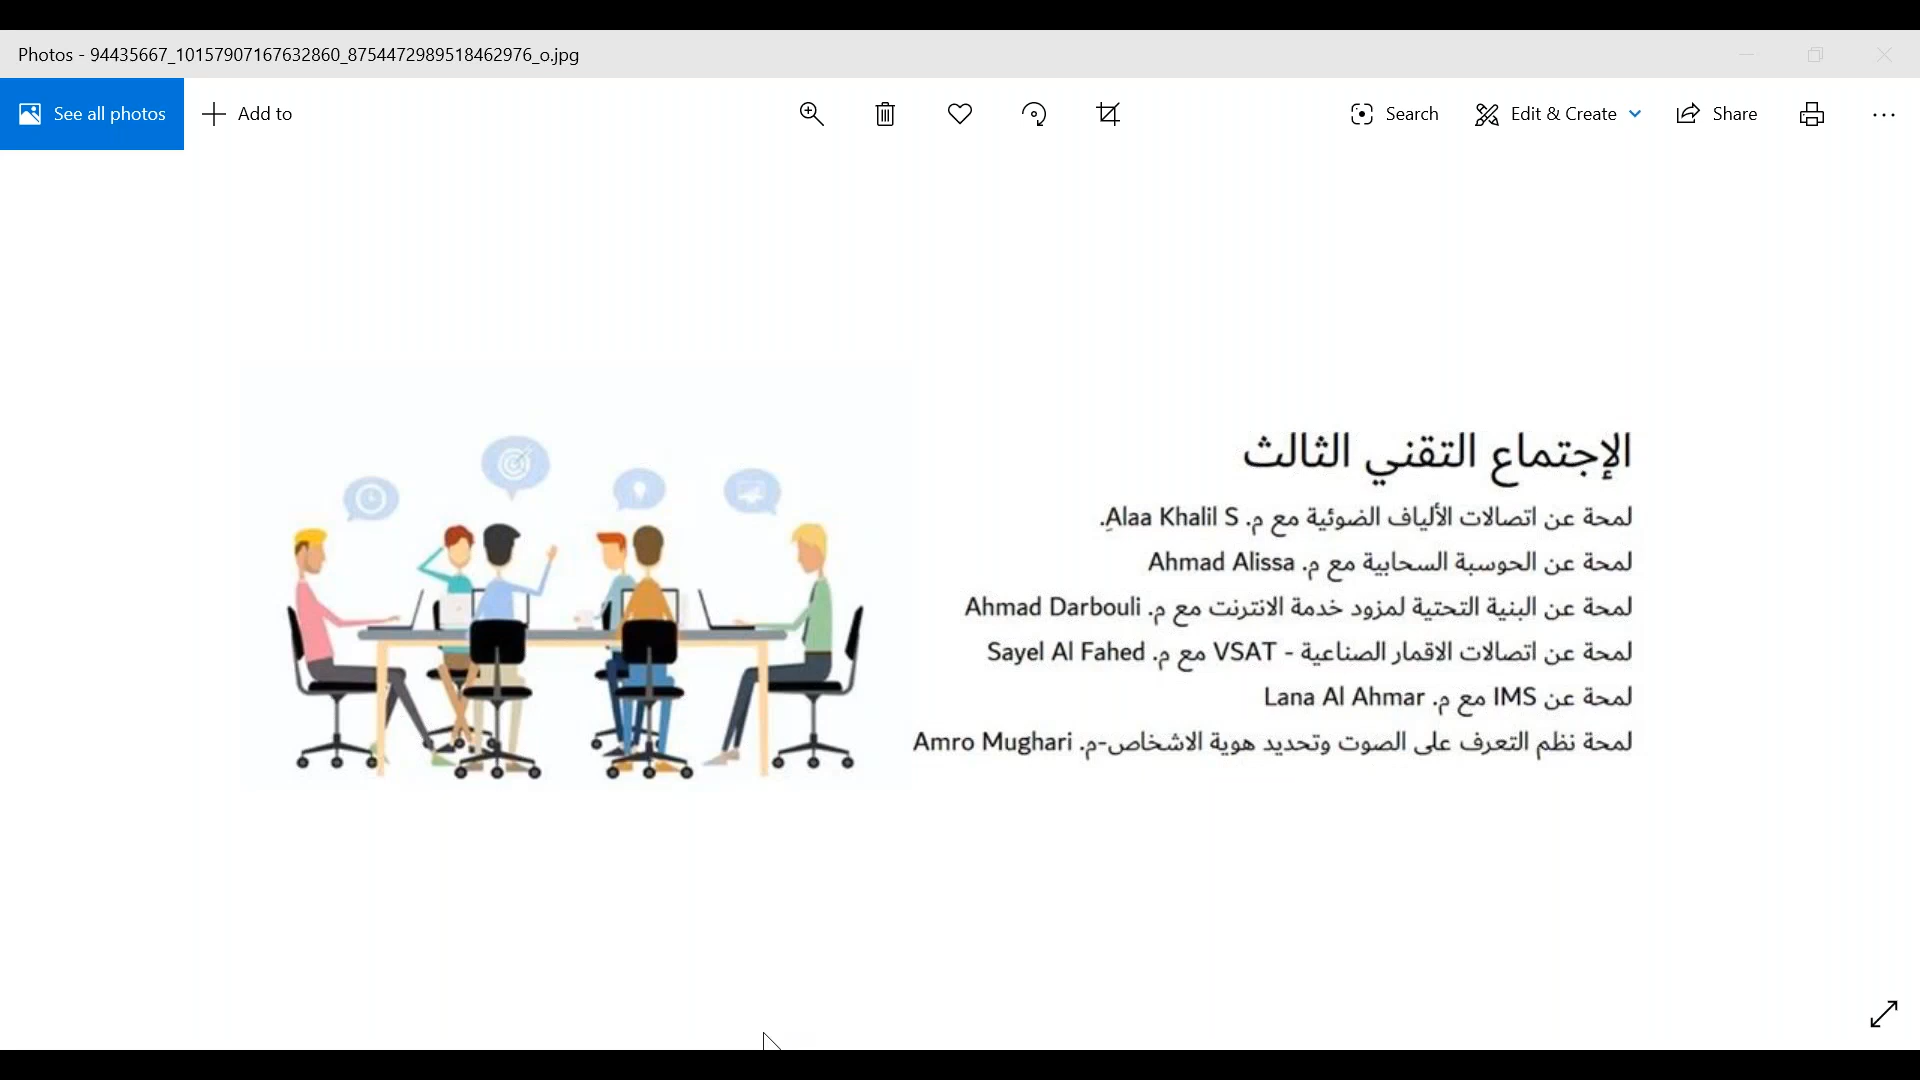 Photos - 94435667_10157907167632860_8754472989518462976_o.jpg
See all photos
Add to
Search
Edit & Create
Share
الإجتماع التقني الثالث
لمحة عن اتصالات الألياف الضوئية مع م. Alaa Khalil S.
لمحة عن الحوسبة السحابية مع م. Ahmad Alissa
لمحة عن البنية التحتية لمزود خدمة الانترنت مع م. Ahmad Darbouli
لمحة عن اتصالات الاقمار الصناعية - VSAT مع م. Sayel Al Fahed
لمحة عن IMS مع م. Lana Al Ahmar
لمحة نظم التعرف على الصوت وتحديد هوية الاشخاص-م. Amro Mughari